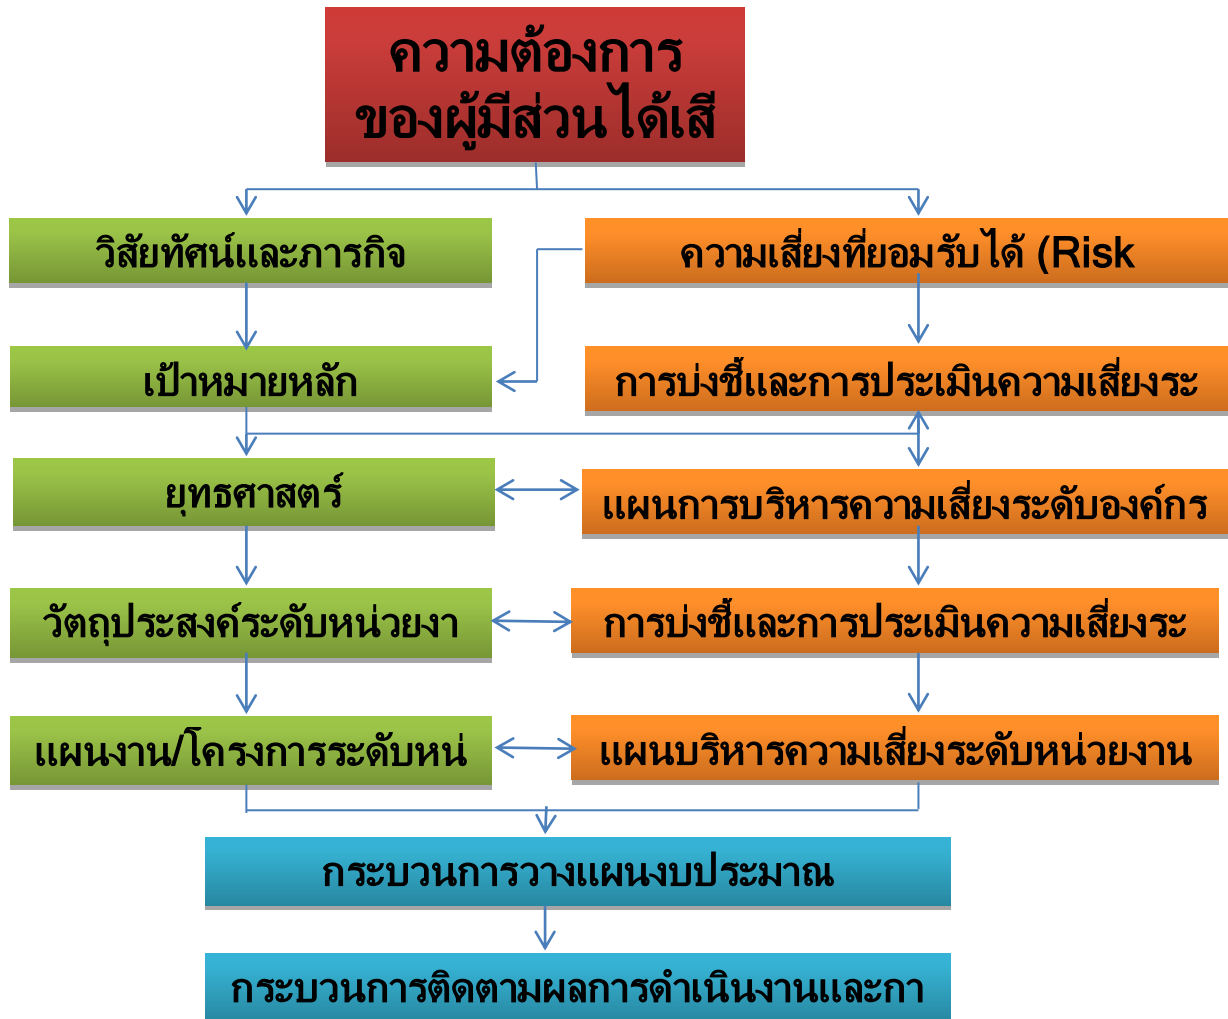 ความต้องการ
ของผู้มีส่วนได้เสี
วิสัยทัศน์และภารกิจ
ความเสี่ยงที่ยอมรับได้ (Risk
เป้าหมายหลัก
การบ่งชี้และการประเมินความเสี่ยงระ
ยุทธศาสตร์
แผนการบริหารความเสี่ยงระดับองค์กร
วัตถุประสงค์ระดับหน่วยงา
การบ่งชี้และการประเมินความเสี่ยงระ
แผนงาน/โครงการระดับหน่
แผนบริหารความเสี่ยงระดับหน่วยงาน
กระบวนการวางแผนงบประมาณ
กระบวนการติดตามผลการดำเนินงานและกา